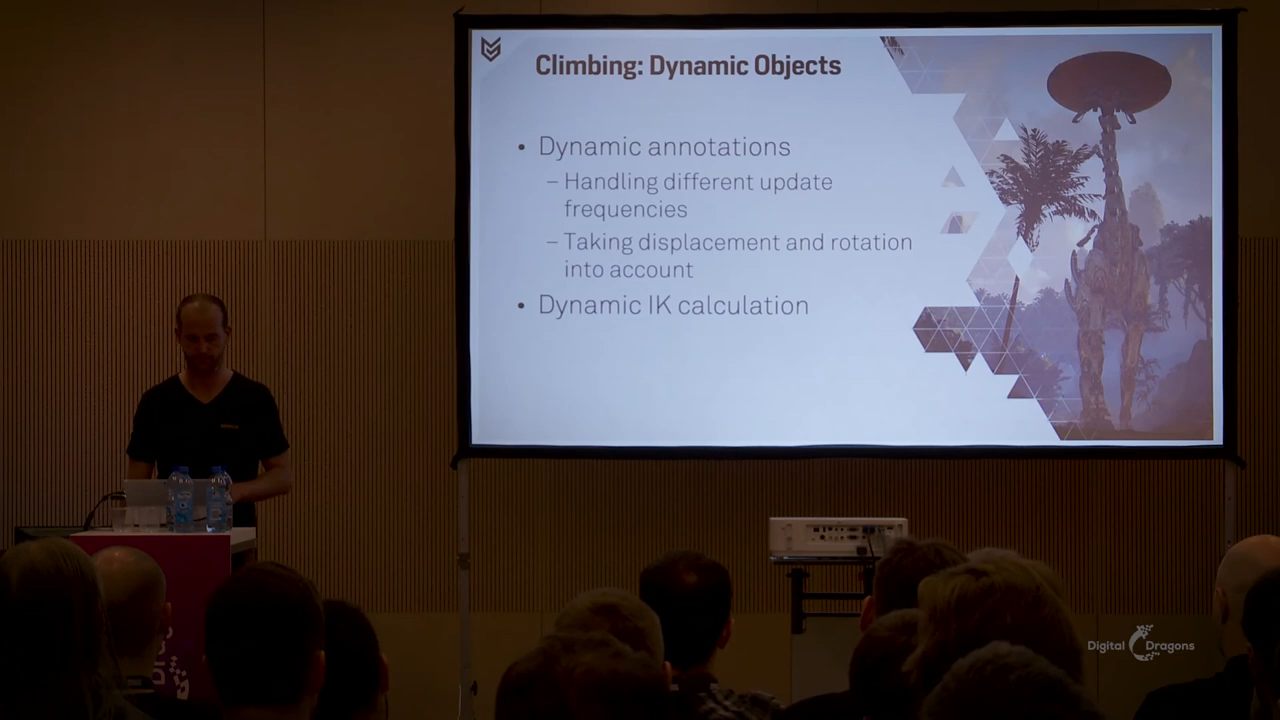 Climbing: Dynamic Objects
• Dynamic annotations
– Handling different update
frequencies
– Taking displacement and rotation
into account
• Dynamic IK calculation
Digital Dragons